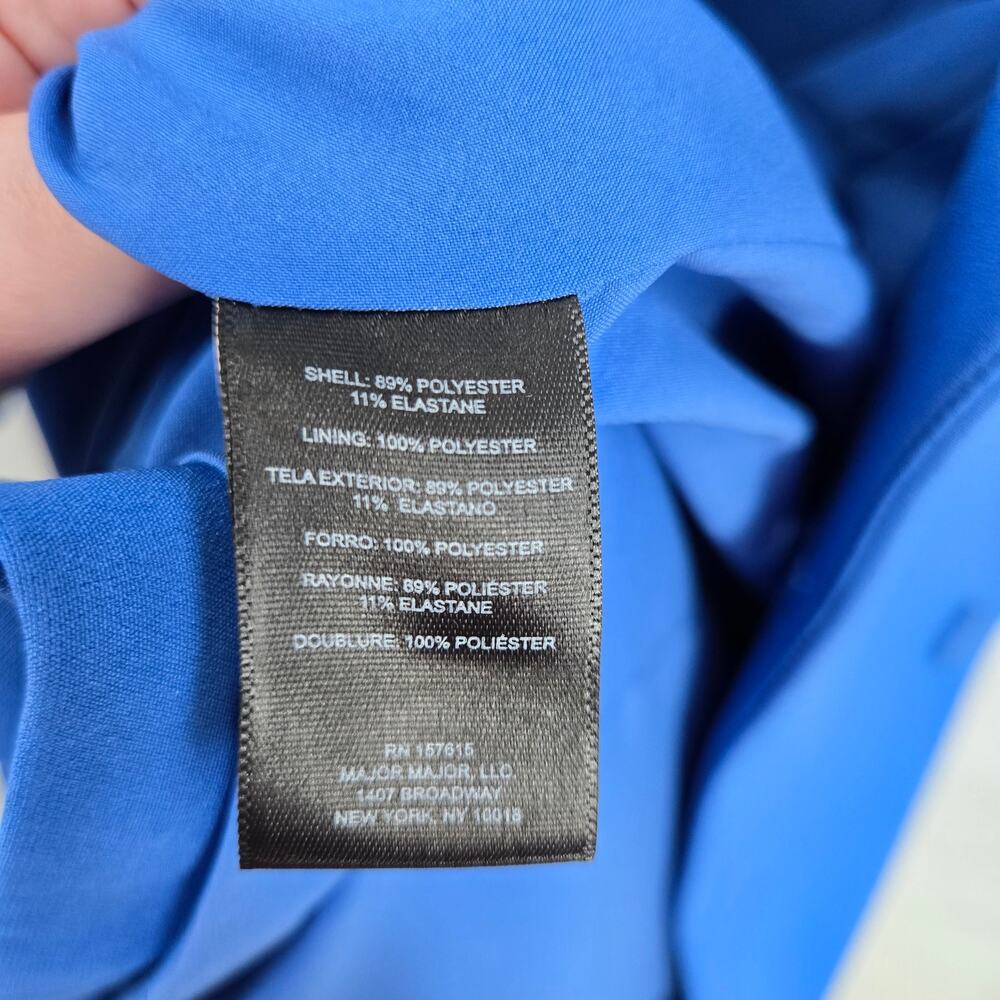 SHELL: 89% POLYESTER
11% ELASTANE
LINING: 100% POLYESTER
TELA EXTERIOR: 89% POLYESTER
11% ELASTANO
FORRO: 100% POLYESTER
RAYONNE: 89% POLIÉSTER
11% ELASTANE
DOUBLURE: 100% POLIÉSTER
RN 157615
MAJOR MAJOR, LLC
1407 BROADWAY
NEW YORK, NY 10018